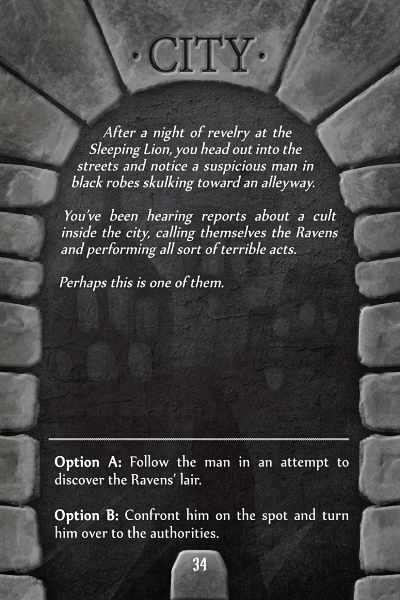 ·CITY·
After a night of revelry at the
Sleeping Lion, you head out into the
streets and notice a suspicious man in
black robes skulking toward an alleyway.
You've been hearing reports about a cult
inside the city, calling themselves the Ravens
and performing all sort of terrible acts.
Perhaps this is one of them.
Option A: Follow the man in an attempt to
discover the Ravens' lair.
Option B: Confront him on the spot and turn
him over to the authorities.
34